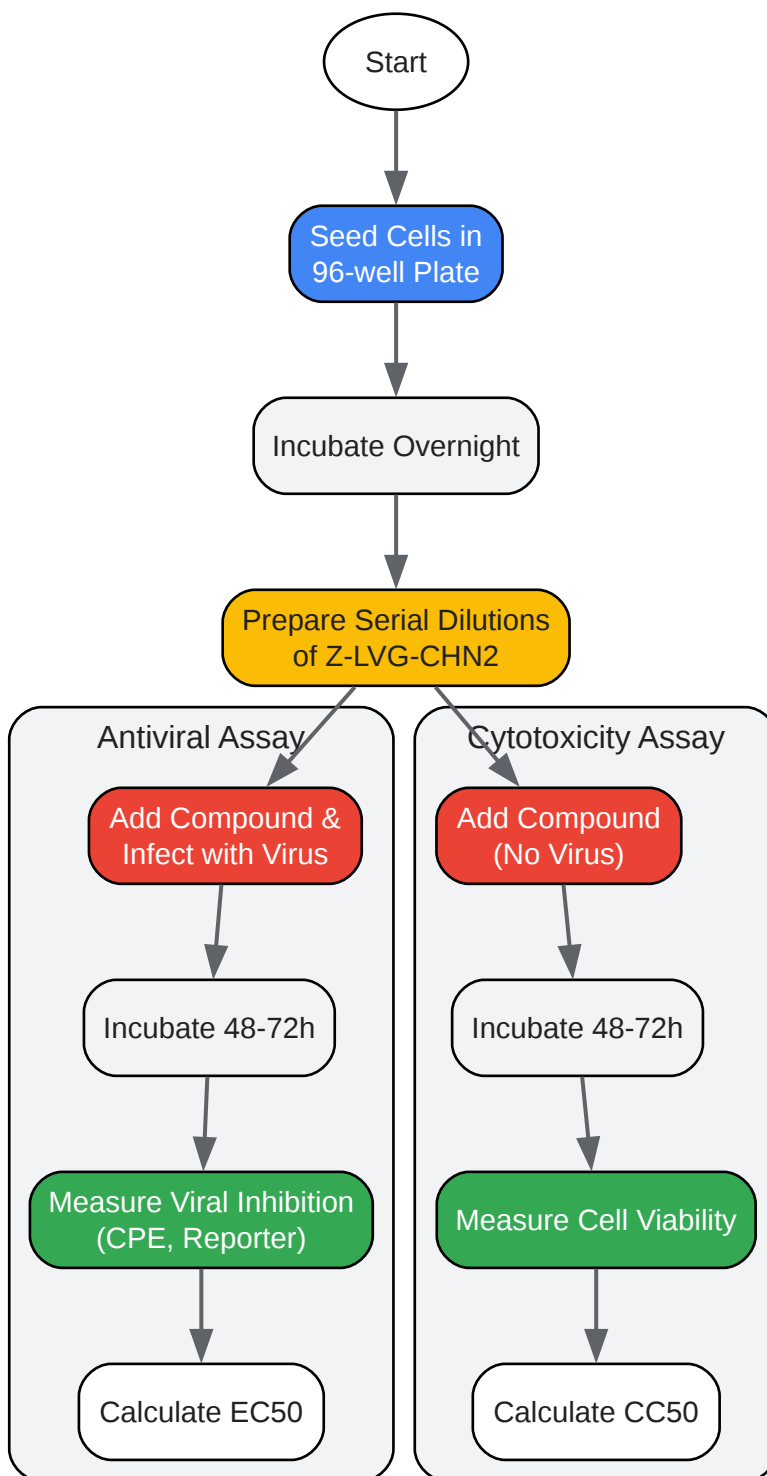 Start
Seed Cells in
96-well Plate
Incubate Overnight
Prepare Serial Dilutions
of Z-LVG-CHN2
Antiviral Assay
Add Compound &
Infect with Virus
Incubate 48-72h
Measure Viral Inhibition
(CPE, Reporter)
Calculate EC50
Cytotoxicity Assay
Add Compound
(No Virus)
Incubate 48-72h
Measure Cell Viability
Calculate CC50